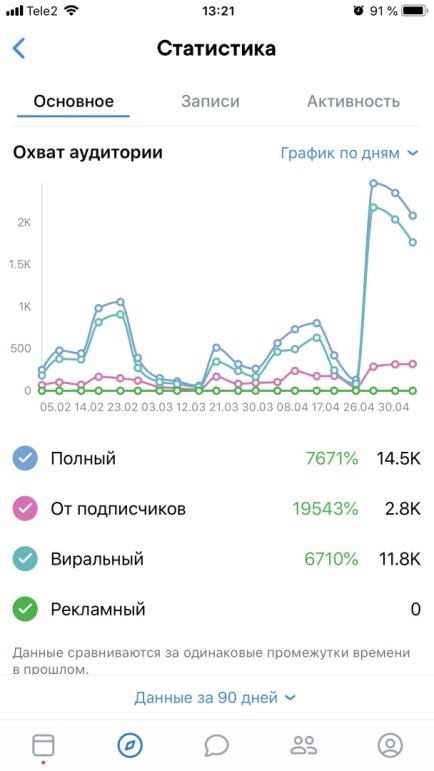 Tele2 13:21 91 %
Статистика
Основное Записи Активность
Охват аудитории График по дням
2K
1.5K
1K
500
0
05.02 14.02 23.02 03.03 12.03 21.03 30.03 08.04 17.04 26.04 30.04
Полный 7671% 14.5K
От подписчиков 19543% 2.8K
Виральный 6710% 11.8K
Рекламный 0
Данные сравниваются за одинаковые промежутки времени
в прошлом.
Данные за 90 дней